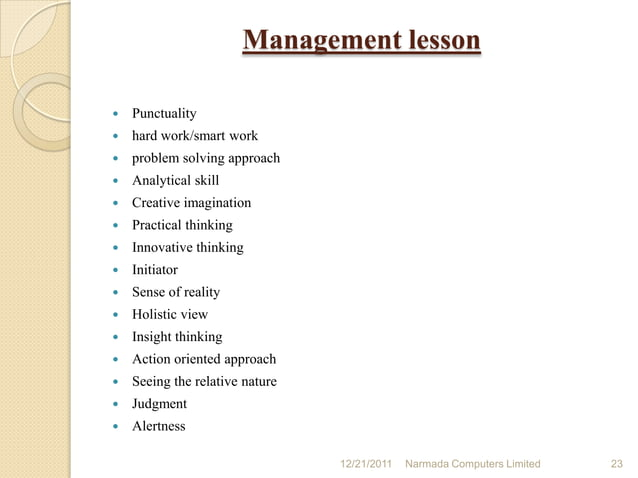 Management lesson
Punctuality
hard work/smart work
problem solving approach
Analytical skill
Creative imagination
Practical thinking
Innovative thinking
Initiator
Sense of reality
Holistic view
Insight thinking
Action oriented approach
Seeing the relative nature
Judgment
Alertness
12/21/2011 Narmada Computers Limited 23